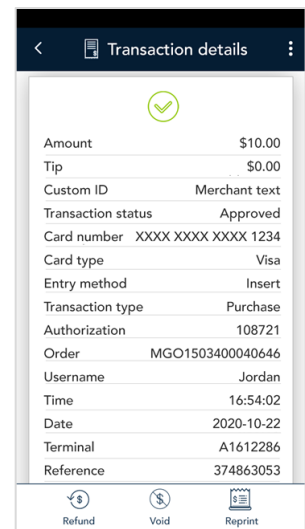 Transaction details
Amount $10.00
Tip $0.00
Custom ID Merchant text
Transaction status Approved
Card number XXXX XXXX XXXX 1234
Card type Visa
Entry method Insert
Transaction type Purchase
Authorization 108721
Order MGO1503400040646
Username Jordan
Time 16:54:02
Date 2020-10-22
Terminal A1612286
Reference 374863053
Refund Void Reprint